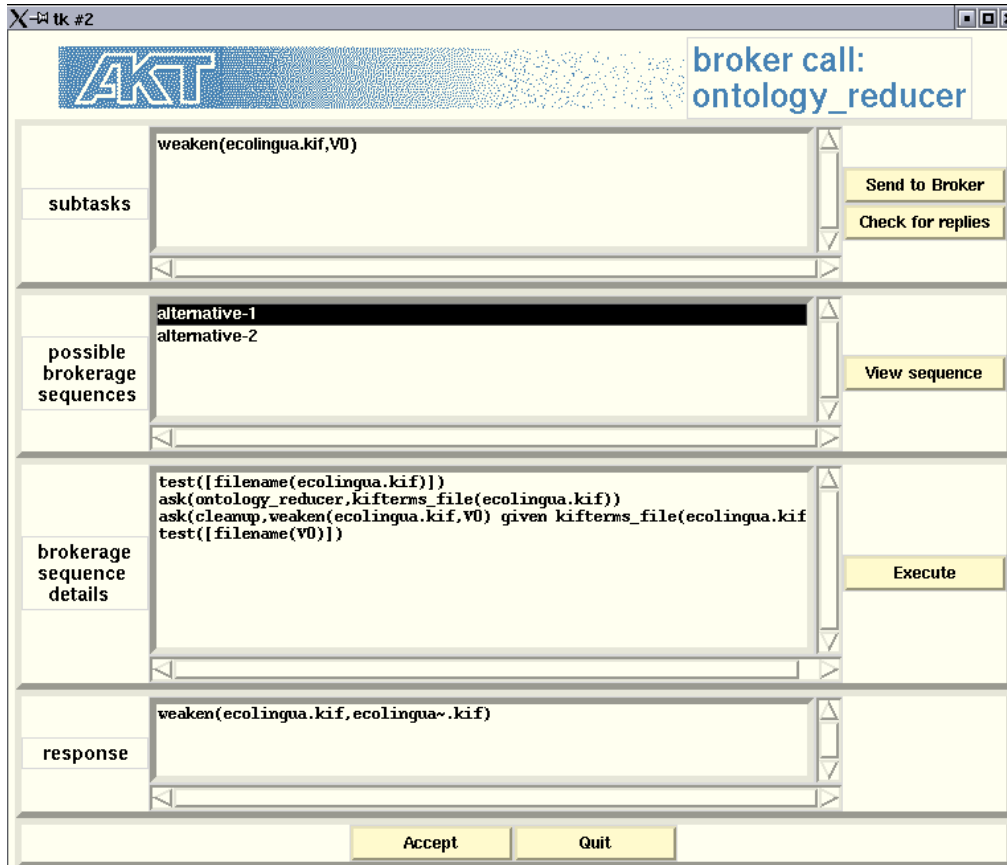 tk #2
AKT
broker call:
ontology_reducer
subtasks
weaken(ecolingua.kif,V0)
Send to Broker
Check for replies
possible
brokerage
sequences
alternative-1
alternative-2
View sequence
brokerage
sequence
details
test([filename(ecolingua.kif)])
ask(ontology_reducer,kifterms_file(ecolingua.kif))
ask(cleanup,weaken(ecolingua.kif,V0) given kifterms_file(ecolingua.kif
test([filename(V0)])
Execute
response
weaken(ecolingua.kif,ecolingua~.kif)
Accept
Quit